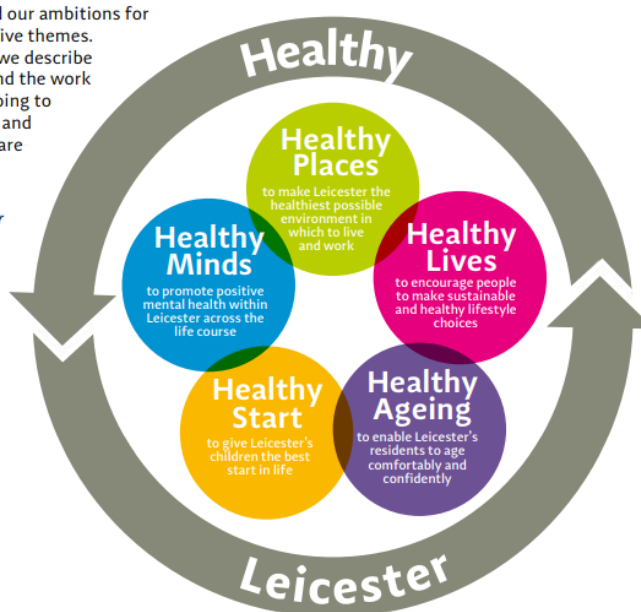 our ambitions for
ive themes.
we describe
nd the work
oing to
and
are
Healthy
Healthy
Places
to make Leicester the
healthiest possible
environment in
which to live
and work
Healthy
Minds
to promote positive
mental health within
Leicester across the
life course
Healthy
Lives
to encourage people
to make sustainable
and healthy lifestyle
choices
Healthy
Start
to give Leicester's
children the best
start in life
Healthy
Ageing
to enable Leicester's
residents to age
comfortably and
confidently
Leicester